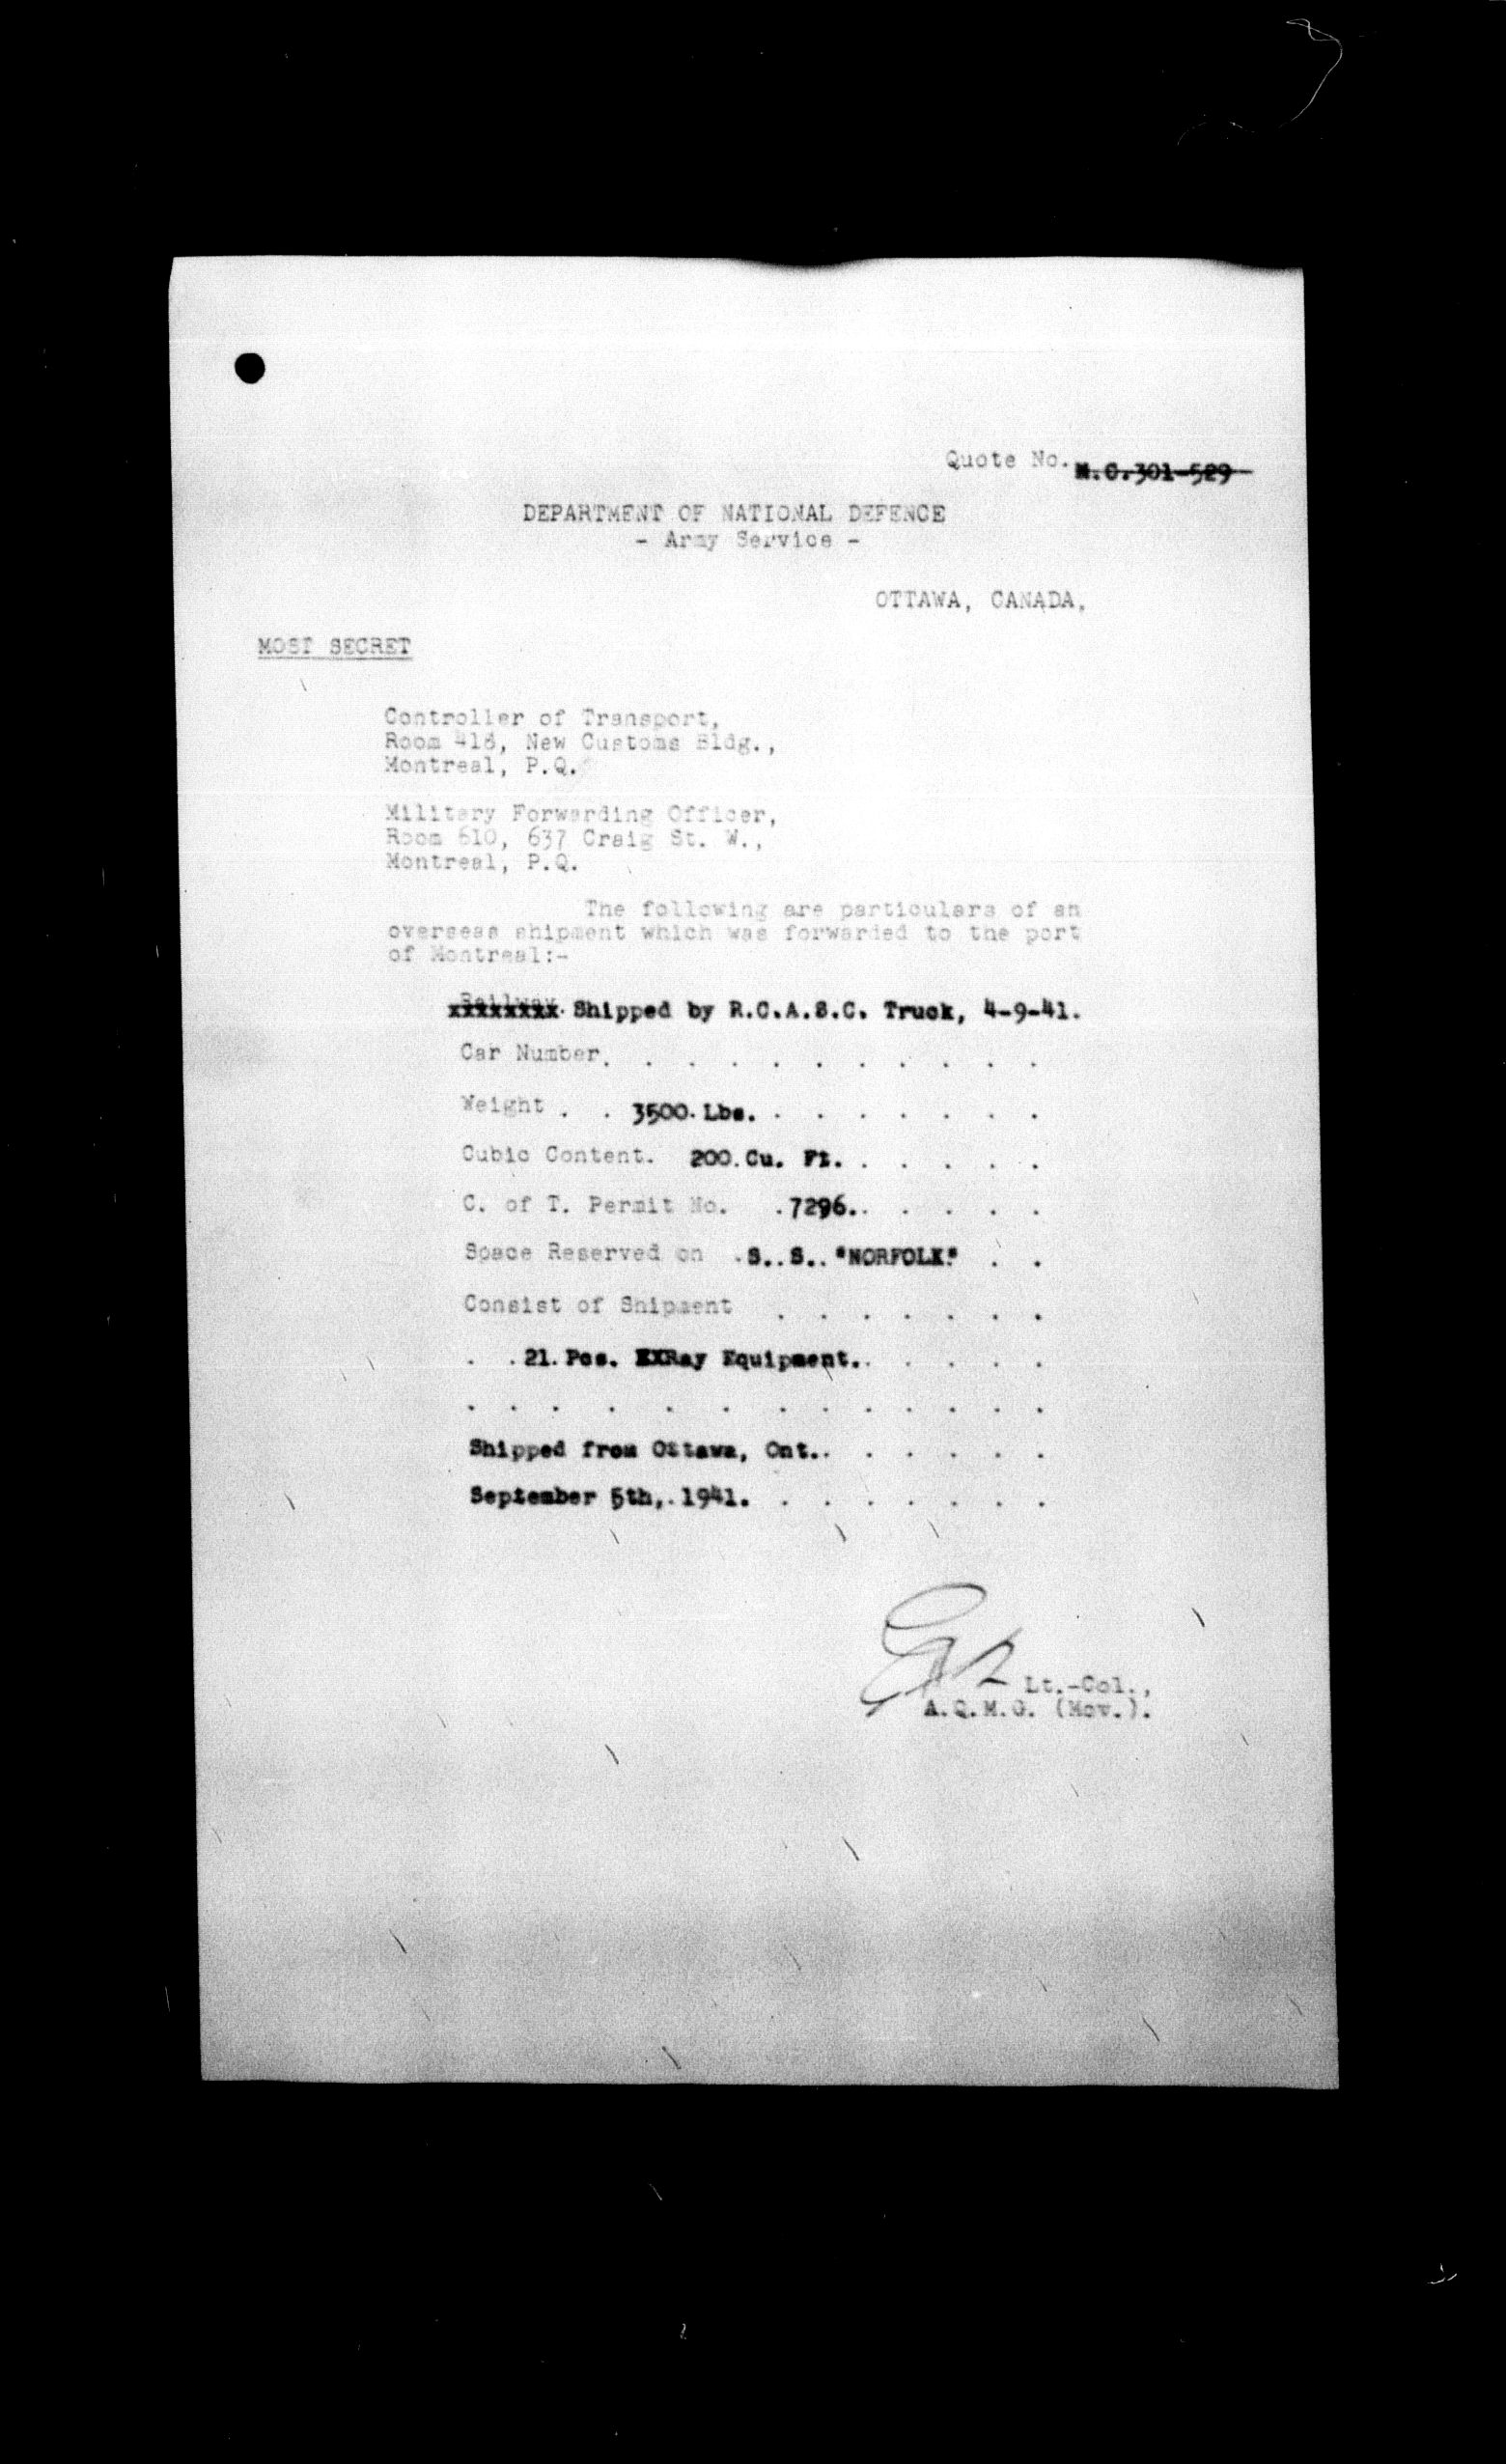 Quote No. M.C.301-529
DEPARTMENT OF NATIONAL DEFENCE
- Army Service -
OTTAWA, CANADA,
MOST SECRET
Controller of Transport,
Room 418, New Customs Bldg.,
Montreal, P.Q.
Military Forwarding Officer,
Room 610, 637 Craig St. W.,
Montreal, P.Q.
The following are particulars of an
overseas shipment which was forwarded to the port
of Montreal:-
Railway. Shipped by R.C.A.S.C. Truck, 4-9-41.
Car Number. . . . . . . . . . .
Weight . . 3500. Lbs. . . . . . . .
Cubic Content. 200. Cu. Ft. . . . . .
C. of T. Permit No. .7296.. . . . .
Space Reserved on .S..S.. "NORFOLK" . .
Consist of Shipment . . . . . . .
. .21. Pcs. XXRay Equipment.. . . . .
. . . . . . . . . . . . .
Shipped from Ottawa, Ont.. . . . . .
September 5th,. 1941. . . . . . . .
Lt.-Col.,
A.Q.M.G. (Mov.).